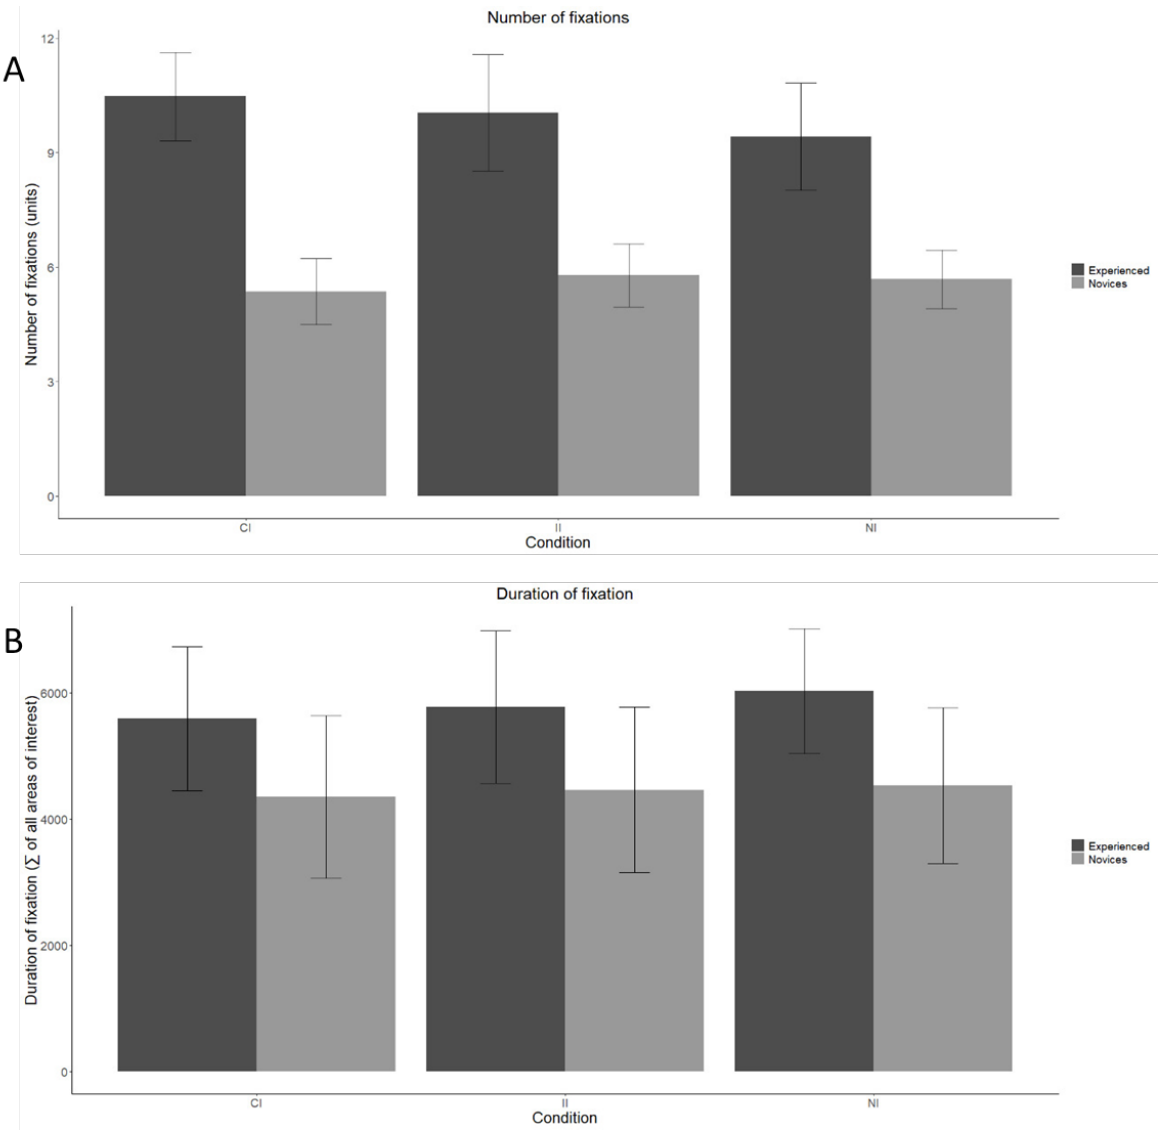 Number of fixations
A
Number of fixations (units)
12
9
6
3
0
CI
II
NI
Condition
Experienced
Novices
Duration of fixation
B
Duration of fixation (∑ of all areas of interest)
6000
4000
2000
0
CI
II
NI
Condition
Experienced
Novices